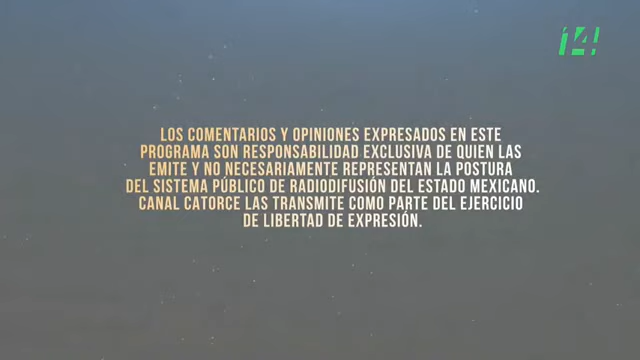 14
LOS COMENTARIOS Y OPINIONES EXPRESADOS EN ESTE
PROGRAMA SON RESPONSABILIDAD EXCLUSIVA DE QUIEN LAS
EMITE Y NO NECESARIAMENTE REPRESENTAN LA POSTURA
DEL SISTEMA PÚBLICO DE RADIODIFUSIÓN DEL ESTADO MEXICANO.
CANAL CATORCE LAS TRANSMITE COMO PARTE DEL EJERCICIO
DE LIBERTAD DE EXPRESIÓN.